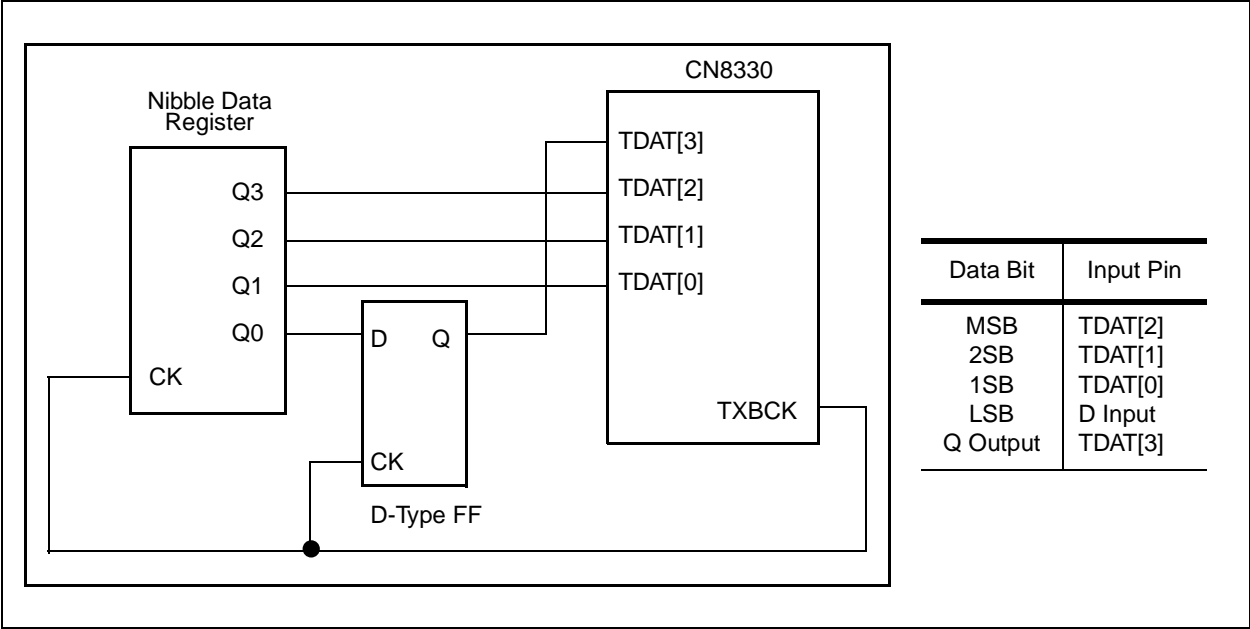 CN8330
Nibble Data
Register
Q3
Q2
Q1
Q0
CK
D Q
CK
D-Type FF
TDAT[3]
TDAT[2]
TDAT[1]
TDAT[0]
TXBCK
Data Bit Input Pin
MSB TDAT[2]
2SB TDAT[1]
1SB TDAT[0]
LSB D Input
Q Output TDAT[3]